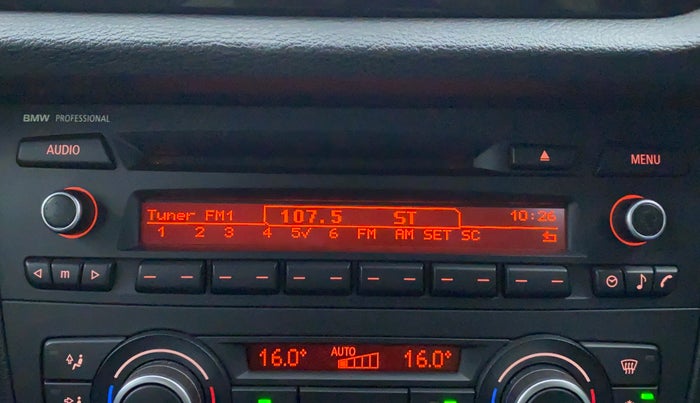 BMW PROFESSIONAL
AUDIO
MENU
Tuner FM1 107.5 ST 10:26
1 2 3 4 5√ 6 FM AM SET SC
m
16.0° AUTO 16.0°